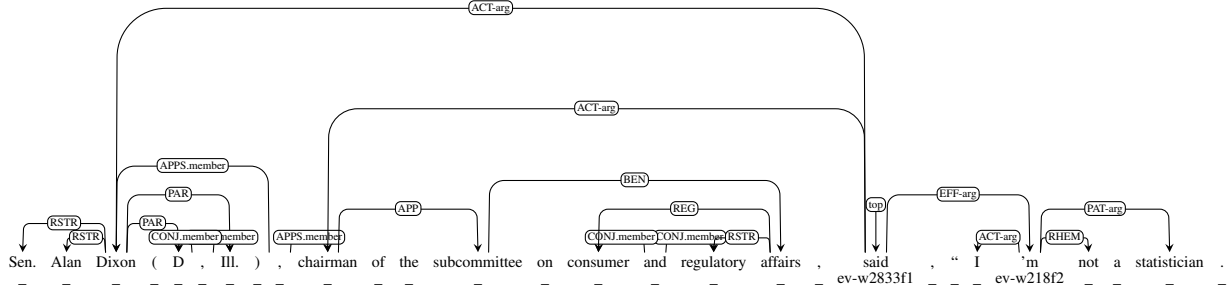 ACT-arg
ACT-arg
APPS.member
BEN
PAR EFF-arg
APP REG top PAT-arg
RSTR PAR
RSTR CONJ.member member APPS.member CONJ.member CONJ.member RSTR ACT-arg RHEM
Sen. Alan Dixon ( D , Ill. ) , chairman of the subcommittee on consumer and regulatory affairs , said , “ I ’m not a statistician .
_ _ _ _ _ _ _ _ _ _ _ _ _ _ _ _ _ _ _ ev-w2833f1 _ _ _ ev-w218f2 _ _ _ _